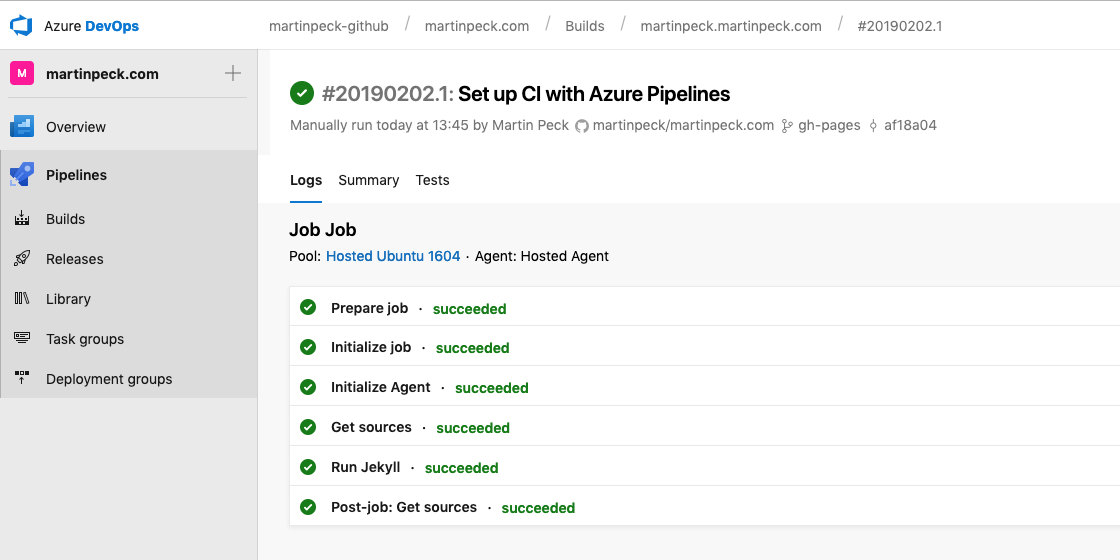 Azure DevOps
martinpeck-github / martinpeck.com / Builds / martinpeck.martinpeck.com / #20190202.1
M martinpeck.com
Overview
Pipelines
Builds
Releases
Library
Task groups
Deployment groups
#20190202.1: Set up CI with Azure Pipelines
Manually run today at 13:45 by Martin Peck martinpeck/martinpeck.com gh-pages af18a04
Logs Summary Tests
Job Job
Pool: Hosted Ubuntu 1604 · Agent: Hosted Agent
Prepare job · succeeded
Initialize job · succeeded
Initialize Agent · succeeded
Get sources · succeeded
Run Jekyll · succeeded
Post-job: Get sources · succeeded